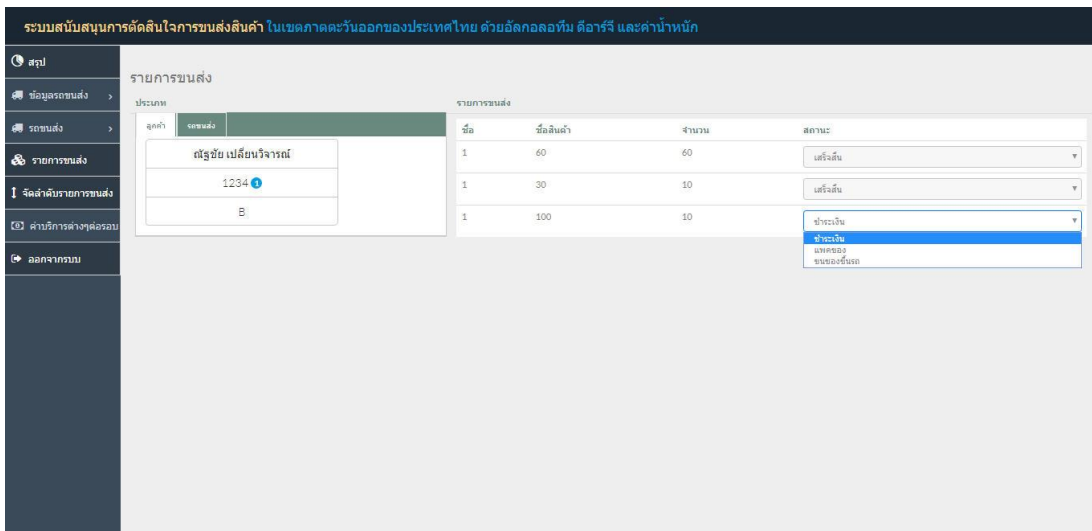 ระบบสนับสนุนการตัดสินใจการขนส่งสินค้า ในเขตภาคตะวันออกของประเทศไทย ด้วยอัลกอลอทึม ดีอาร์จี และค่าน้ำหนัก
สรุป
ข้อมูลรถขนส่ง
รถขนส่ง
รายการขนส่ง
จัดลำดับรายการขนส่ง
ค่าบริการต่างๆต่อรอบ
ออกจากรบบ
รายการขนส่ง
ประเภท
ลูกค้า รถขนส่ง
ณัฐชัย เปลี่ยนวิจารณ์
1234 1
B
รายการขนส่ง
ชื่อ ชื่อสินค้า จำนวน สถานะ
1 60 60 เสร็จสิ้น
1 30 10 เสร็จสิ้น
1 100 10 ชำระเงิน
ชำระเงิน
แพคของ
ขนของขึ้นรถ